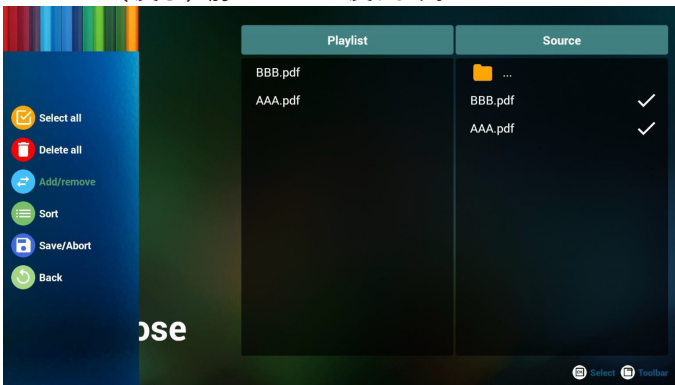 Playlist
Source
BBB.pdf
AAA.pdf
...
BBB.pdf
AAA.pdf
Select all
Delete all
Add/remove
Sort
Save/Abort
Back
ose
Select
Toolbar